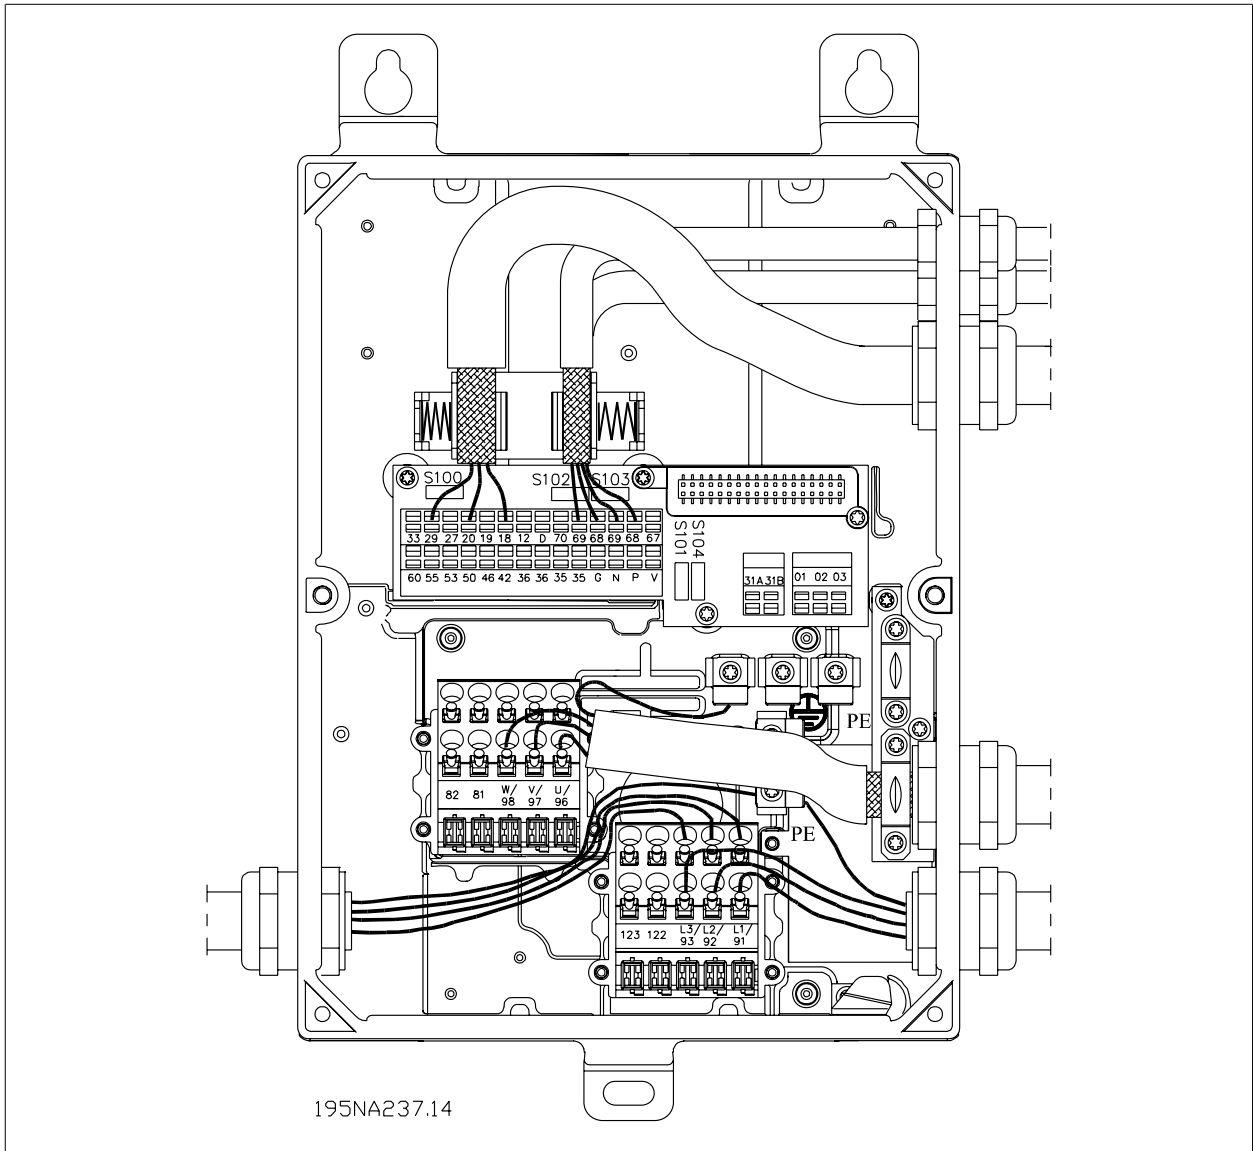 S100
S102
S103
33 29 27 20 19 18 12 D 70 69 68 69 68 67
60 55 53 50 46 42 36 36 35 35 G N P V
S101
S104
31A 31B
01 02 03
PE
82 81 W/98 V/97 U/96
PE
123 122 L3/93 L2/92 L1/91
195NA237.14